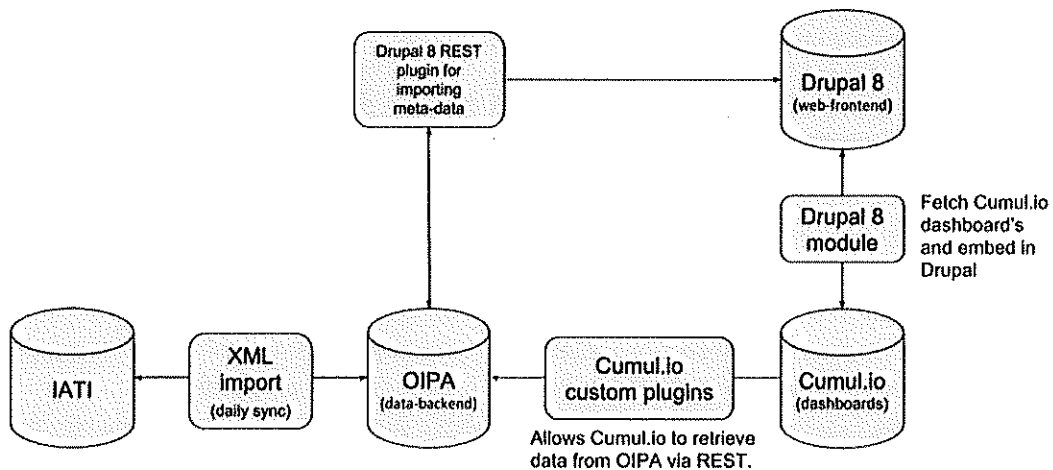 Drupal 8 REST
plugin for
importing
meta-data
Drupal 8
(web-frontend)
Drupal 8
module
Fetch Cumul.io
dashboard's
and embed in
Drupal
IATI
XML
import
(daily sync)
OIPA
(data-backend)
Cumul.io
custom plugins
Cumul.io
(dashboards)
Allows Cumul.io to retrieve
data from OIPA via REST.